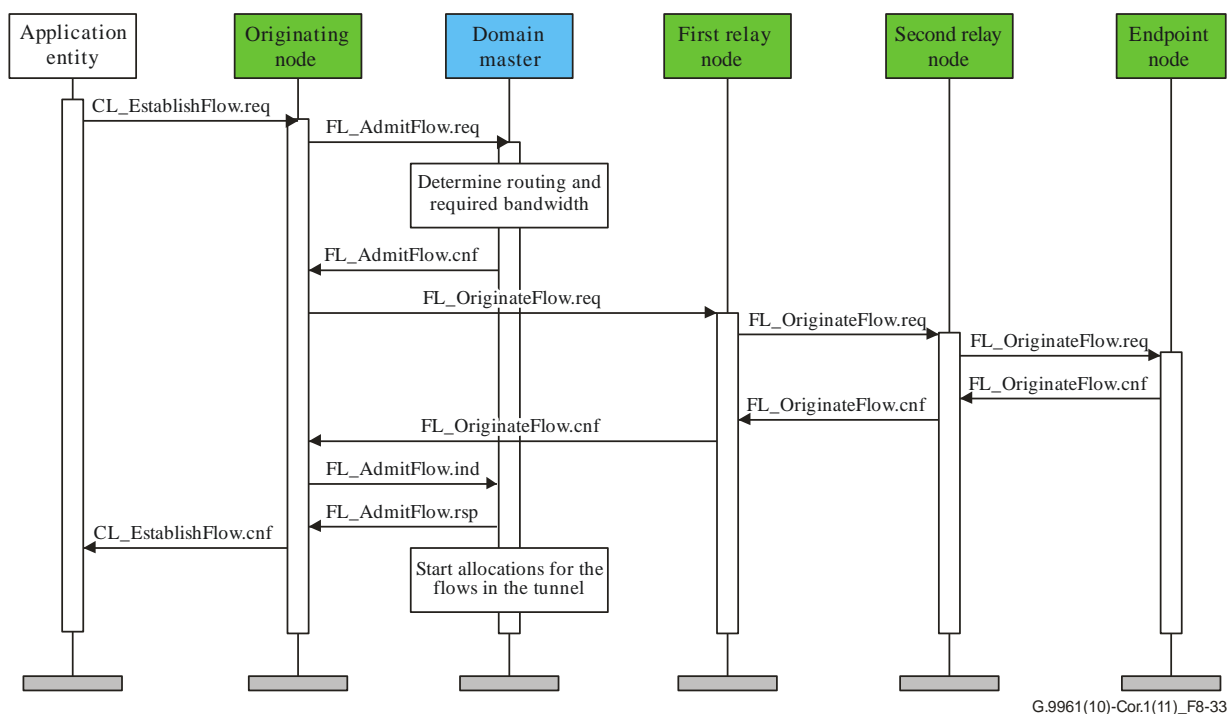 Application
entity
Originating
node
Domain
master
First relay
node
Second relay
node
Endpoint
node
CL_EstablishFlow.req
FL_AdmitFlow.req
Determine routing and
required bandwidth
FL_AdmitFlow.cnf
FL_OriginateFlow.req
FL_OriginateFlow.req
FL_OriginateFlow.req
FL_OriginateFlow.cnf
FL_OriginateFlow.cnf
FL_OriginateFlow.cnf
FL_AdmitFlow.ind
FL_AdmitFlow.rsp
CL_EstablishFlow.cnf
Start allocations for the
flows in the tunnel
G.9961(10)-Cor.1(11)_F8-33